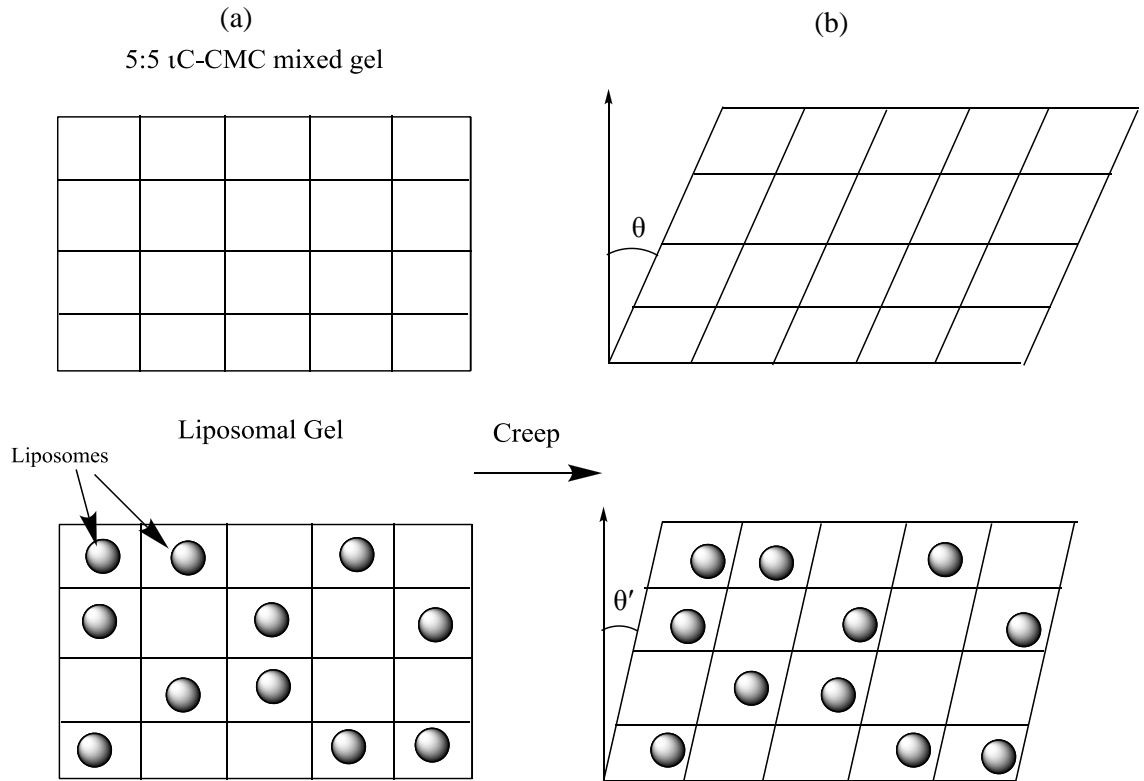 (a)
(b)
5:5 ιC-CMC mixed gel
θ
Liposomal Gel
Creep
Liposomes
θ′